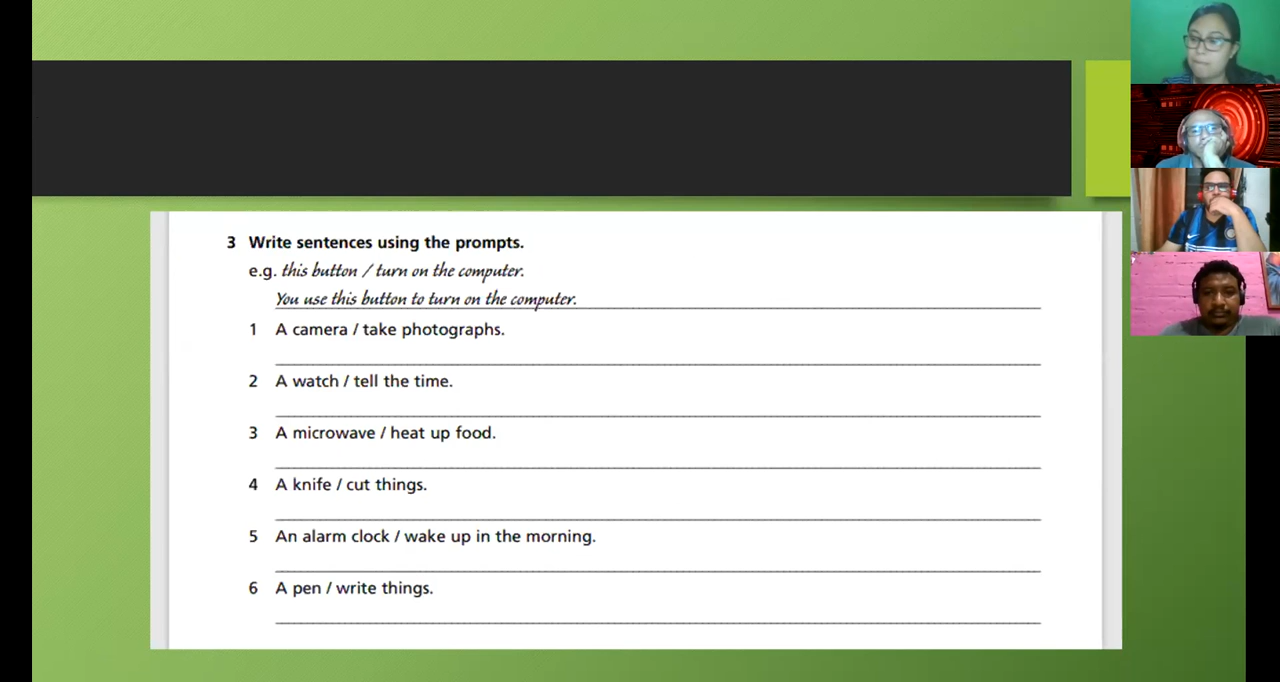 3 Write sentences using the prompts.
e.g. this button / turn on the computer.
You use this button to turn on the computer.
1 A camera / take photographs.
2 A watch / tell the time.
3 A microwave / heat up food.
4 A knife / cut things.
5 An alarm clock / wake up in the morning.
6 A pen / write things.